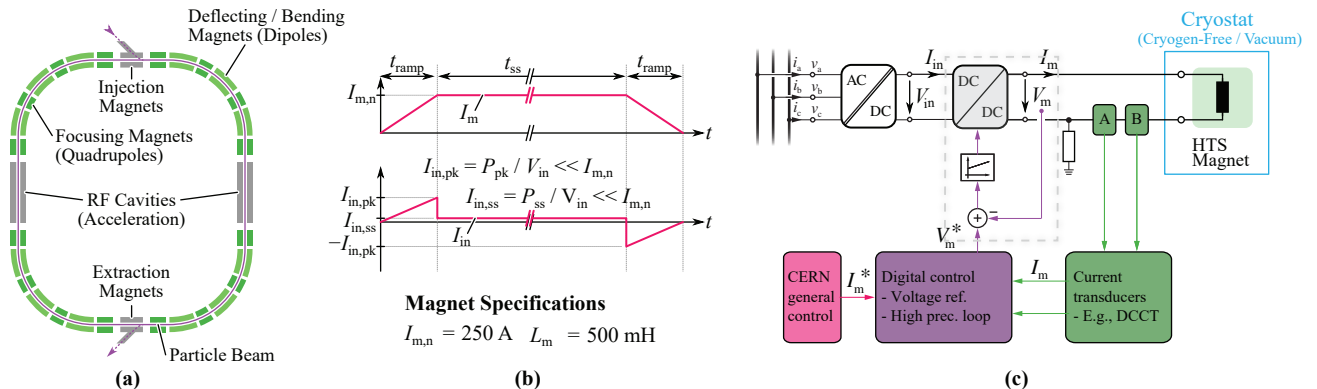 Deflecting / Bending
Magnets (Dipoles)
Injection
Magnets
Focusing Magnets
(Quadrupoles)
RF Cavities
(Acceleration)
Extraction
Magnets
Particle Beam
(a)
t_ramp t_ss t_ramp
I_m,n
I_m
t
I_in,pk = P_pk / V_in << I_m,n
I_in,pk
I_in,ss = P_ss / V_in << I_m,n
t
I_in,ss
I_in
−I_in,pk
Magnet Specifications
I_m,n = 250 A L_m = 500 mH
(b)
Cryostat
(Cryogen-Free / Vacuum)
i_a v_a
i_b v_b
i_c v_c
AC
DC
I_in
V_in
DC
DC
I_m
V_m
A B
HTS
Magnet
+
−
V_m*
CERN
general
control
I_m*
Digital control
- Voltage ref.
- High prec. loop
I_m
Current
transducers
- E.g., DCCT
(c)